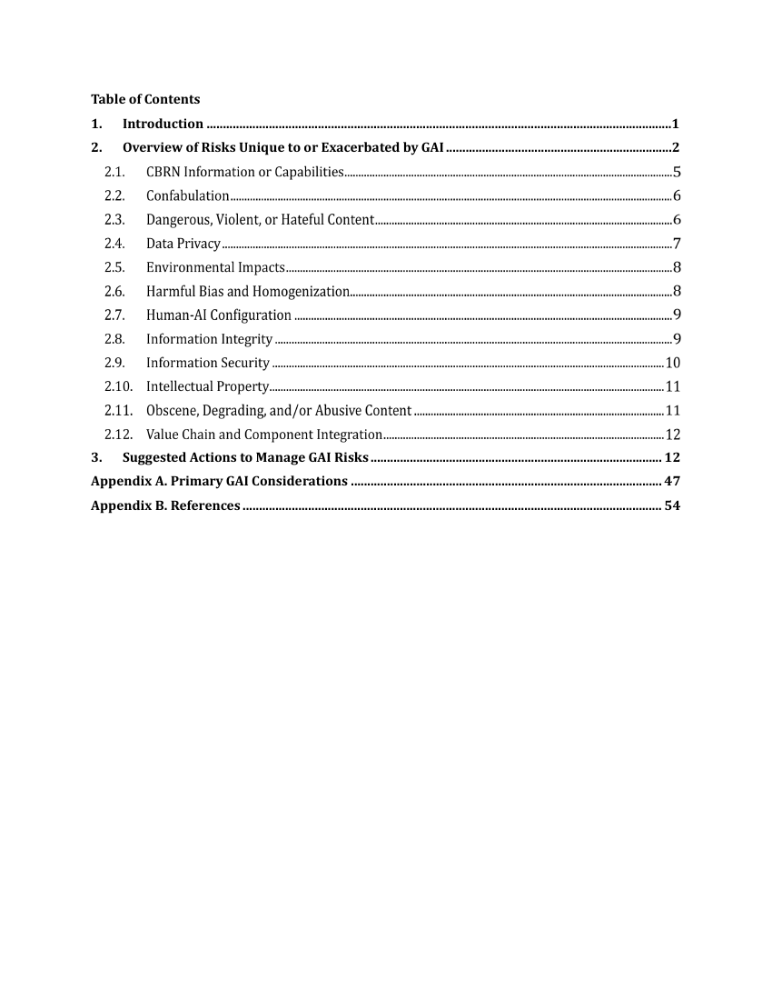 Table of Contents
1. Introduction ..........................................................................................................................................1
2. Overview of Risks Unique to or Exacerbated by GAI .....................................................................2
2.1. CBRN Information or Capabilities..............................................................................................5
2.2. Confabulation.............................................................................................................................6
2.3. Dangerous, Violent, or Hateful Content.....................................................................................6
2.4. Data Privacy................................................................................................................................7
2.5. Environmental Impacts...............................................................................................................8
2.6. Harmful Bias and Homogenization.............................................................................................8
2.7. Human-AI Configuration ............................................................................................................9
2.8. Information Integrity ..................................................................................................................9
2.9. Information Security .................................................................................................................10
2.10. Intellectual Property.................................................................................................................11
2.11. Obscene, Degrading, and/or Abusive Content .........................................................................11
2.12. Value Chain and Component Integration..................................................................................12
3. Suggested Actions to Manage GAI Risks ......................................................................................... 12
Appendix A. Primary GAI Considerations .............................................................................................. 47
Appendix B. References ........................................................................................................................... 54